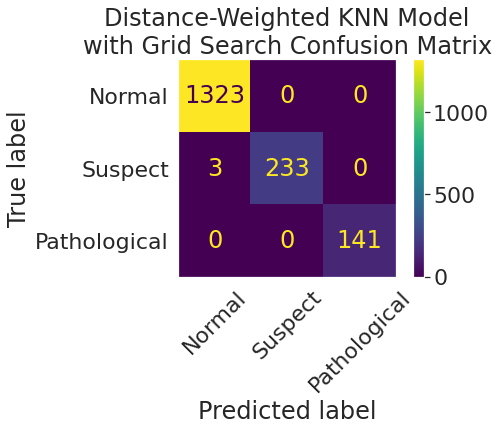 Distance-Weighted KNN Model
with Grid Search Confusion Matrix
True label
Normal 1323 0 0
Suspect 3 233 0
Pathological 0 0 141
Normal Suspect Pathological
Predicted label
1000
500
0